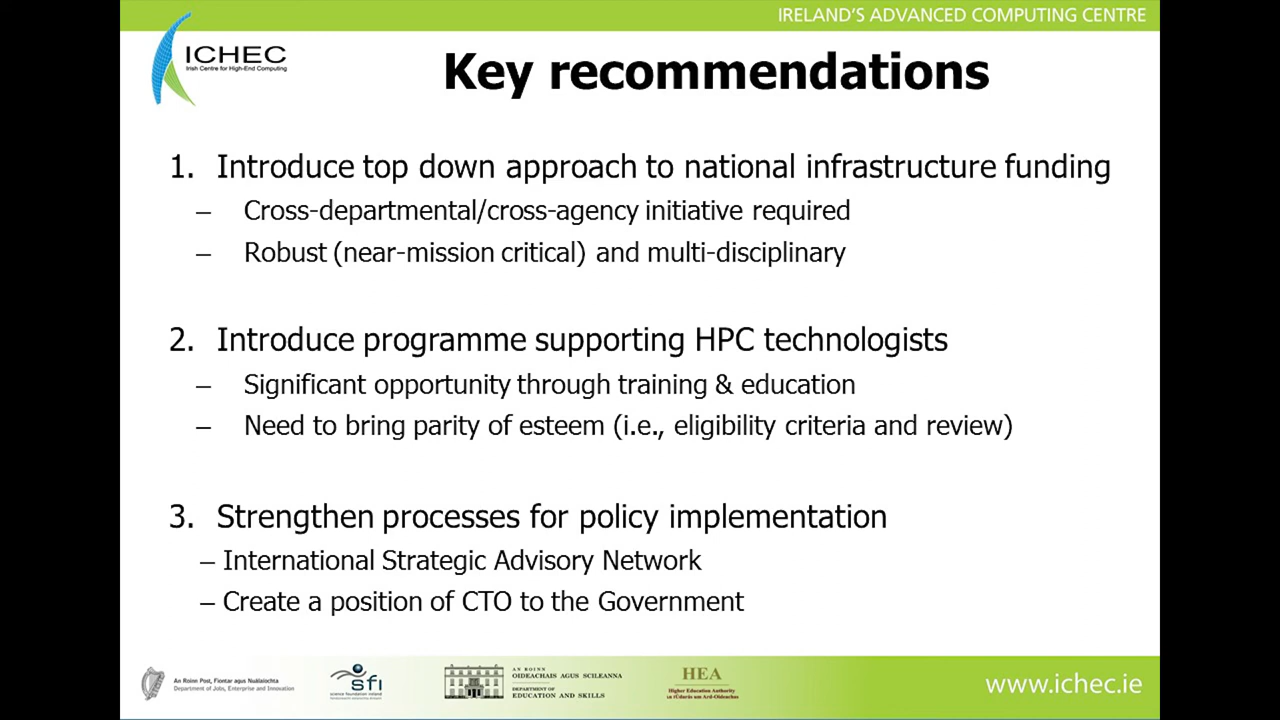 IRELAND'S ADVANCED COMPUTING CENTRE
ICHEC
Irish Centre for High-End Computing
Key recommendations
1. Introduce top down approach to national infrastructure funding
– Cross-departmental/cross-agency initiative required
– Robust (near-mission critical) and multi-disciplinary
2. Introduce programme supporting HPC technologists
– Significant opportunity through training & education
– Need to bring parity of esteem (i.e., eligibility criteria and review)
3. Strengthen processes for policy implementation
– International Strategic Advisory Network
– Create a position of CTO to the Government
An Roinn Post, Fiontar agus Nuálaíochta
Department of Jobs, Enterprise and Innovation
sfi
science foundation ireland
AN ROINN
OIDEACHAIS AGUS SCILEANNA
DEPARTMENT OF
EDUCATION AND SKILLS
HEA
Higher Education Authority
An tÚdarás um Ard-Oideachas
www.ichec.ie